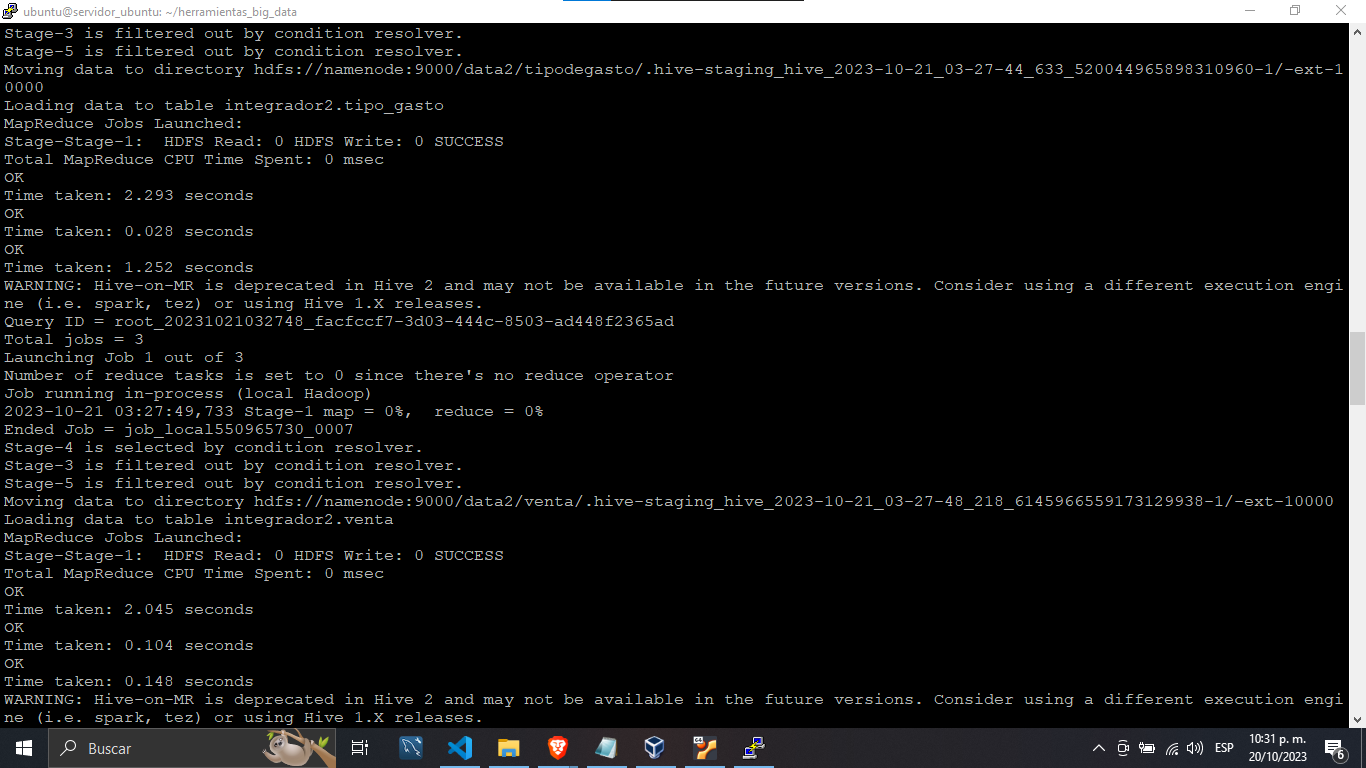 ubuntu@servidor_ubuntu: ~/herramientas_big_data
Stage-3 is filtered out by condition resolver.
Stage-5 is filtered out by condition resolver.
Moving data to directory hdfs://namenode:9000/data2/tipodegasto/.hive-staging_hive_2023-10-21_03-27-44_633_520044965898310960-1/-ext-1
0000
Loading data to table integrador2.tipo_gasto
MapReduce Jobs Launched:
Stage-Stage-1:  HDFS Read: 0 HDFS Write: 0 SUCCESS
Total MapReduce CPU Time Spent: 0 msec
OK
Time taken: 2.293 seconds
OK
Time taken: 0.028 seconds
OK
Time taken: 1.252 seconds
WARNING: Hive-on-MR is deprecated in Hive 2 and may not be available in the future versions. Consider using a different execution engi
ne (i.e. spark, tez) or using Hive 1.X releases.
Query ID = root_20231021032748_facfccf7-3d03-444c-8503-ad448f2365ad
Total jobs = 3
Launching Job 1 out of 3
Number of reduce tasks is set to 0 since there's no reduce operator
Job running in-process (local Hadoop)
2023-10-21 03:27:49,733 Stage-1 map = 0%,  reduce = 0%
Ended Job = job_local550965730_0007
Stage-4 is selected by condition resolver.
Stage-3 is filtered out by condition resolver.
Stage-5 is filtered out by condition resolver.
Moving data to directory hdfs://namenode:9000/data2/venta/.hive-staging_hive_2023-10-21_03-27-48_218_6145966559173129938-1/-ext-10000
Loading data to table integrador2.venta
MapReduce Jobs Launched:
Stage-Stage-1:  HDFS Read: 0 HDFS Write: 0 SUCCESS
Total MapReduce CPU Time Spent: 0 msec
OK
Time taken: 2.045 seconds
OK
Time taken: 0.104 seconds
OK
Time taken: 0.148 seconds
WARNING: Hive-on-MR is deprecated in Hive 2 and may not be available in the future versions. Consider using a different execution engi
ne (i.e. spark, tez) or using Hive 1.X releases.
Buscar
64
ESP
10:31 p. m.
20/10/2023
6